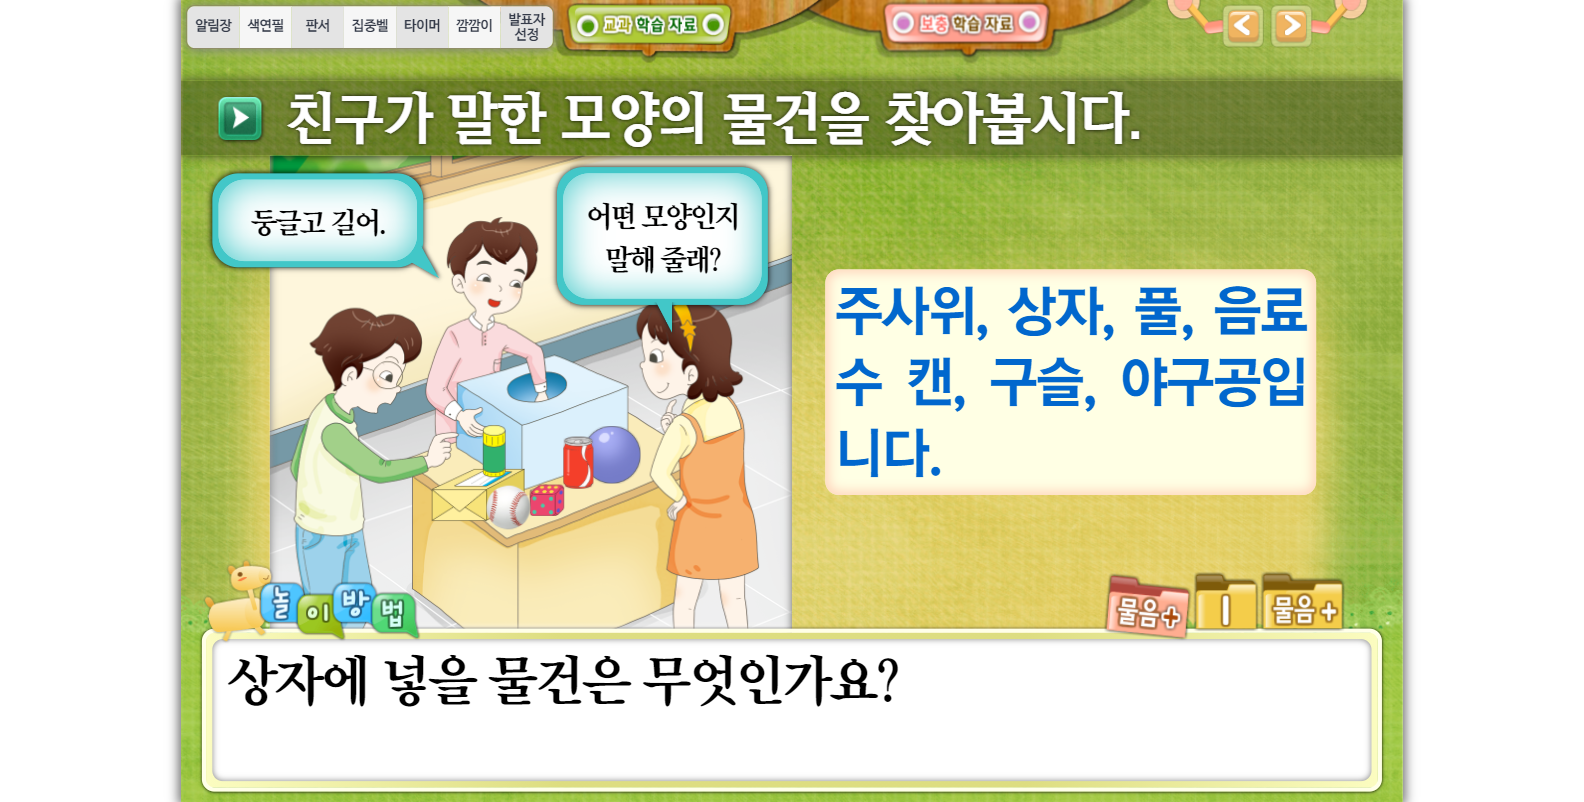 알림장 색연필 판서 집중벨 타이머 깜깜이 발표자 선정
교과 학습 자료
보충 학습 자료
친구가 말한 모양의 물건을 찾아봅시다.
둥글고 길어.
어떤 모양인지
말해 줄래?
주사위, 상자, 풀, 음료
수 캔, 구슬, 야구공입
니다.
놀이방법
물음+
1
물음+
상자에 넣을 물건은 무엇인가요?